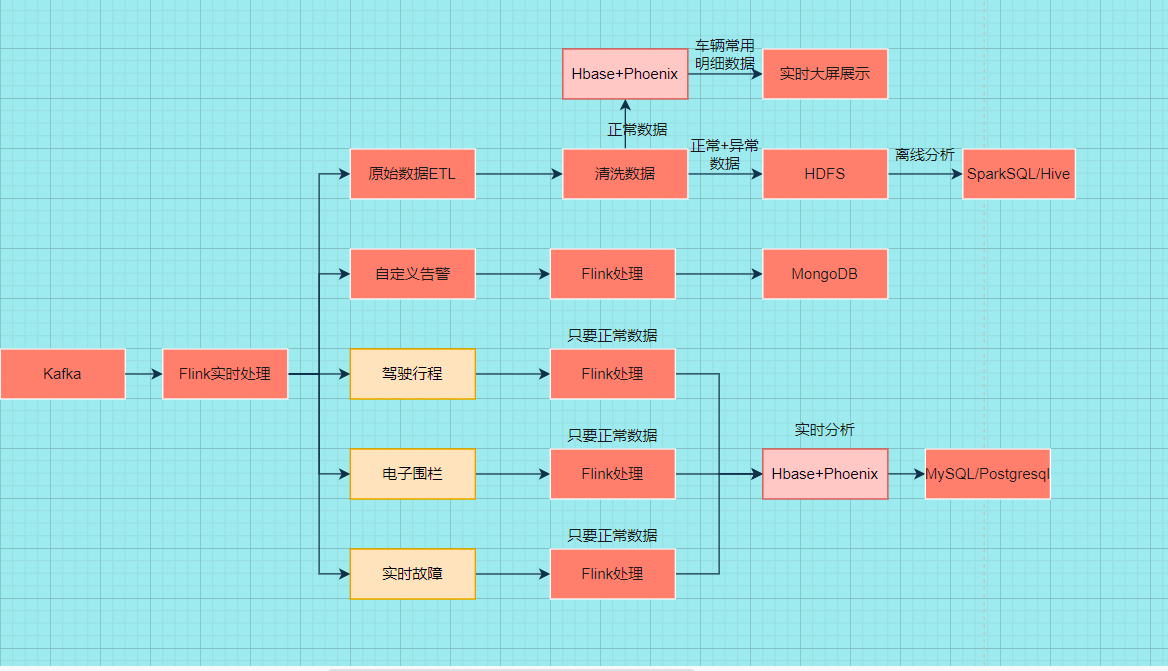 车辆常用
明细数据
Hbase+Phoenix
实时大屏展示
正常数据
正常+异常
数据
离线分析
原始数据ETL
清洗数据
HDFS
SparkSQL/Hive
自定义告警
Flink处理
MongoDB
只要正常数据
Kafka
Flink实时处理
驾驶行程
Flink处理
只要正常数据
实时分析
电子围栏
Flink处理
Hbase+Phoenix
MySQL/Postgresql
只要正常数据
实时故障
Flink处理